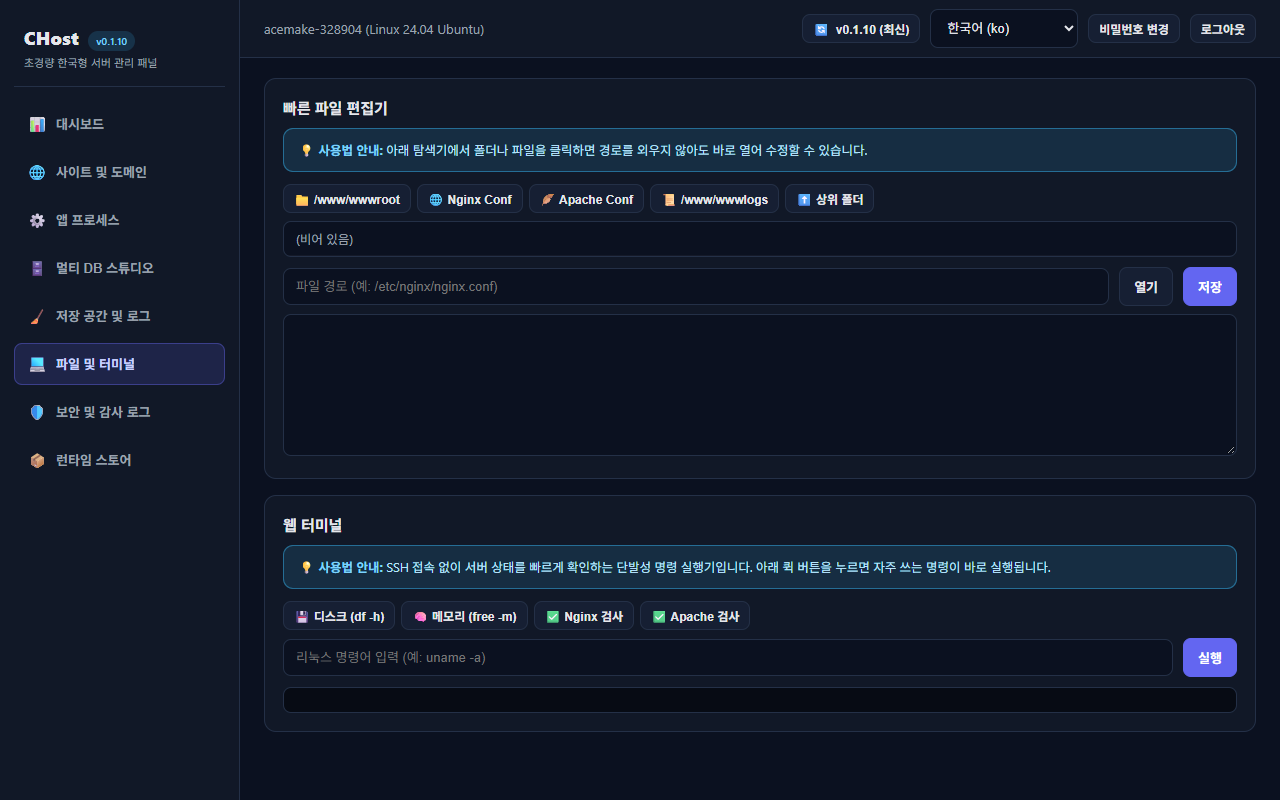 CHost v0.1.10
초경량 한국형 서버 관리 패널
대시보드
사이트 및 도메인
앱 프로세스
멀티 DB 스튜디오
저장 공간 및 로그
파일 및 터미널
보안 및 감사 로그
런타임 스토어
acemake-328904 (Linux 24.04 Ubuntu)
v0.1.10 (최신)
한국어 (ko)
비밀번호 변경
로그아웃
빠른 파일 편집기
사용법 안내: 아래 탐색기에서 폴더나 파일을 클릭하면 경로를 외우지 않아도 바로 열어 수정할 수 있습니다.
/www/wwwroot
Nginx Conf
Apache Conf
/www/wwwlogs
상위 폴더
(비어 있음)
파일 경로 (예: /etc/nginx/nginx.conf)
열기
저장
웹 터미널
사용법 안내: SSH 접속 없이 서버 상태를 빠르게 확인하는 단발성 명령 실행기입니다. 아래 퀵 버튼을 누르면 자주 쓰는 명령이 바로 실행됩니다.
디스크 (df -h)
메모리 (free -m)
Nginx 검사
Apache 검사
리눅스 명령어 입력 (예: uname -a)
실행